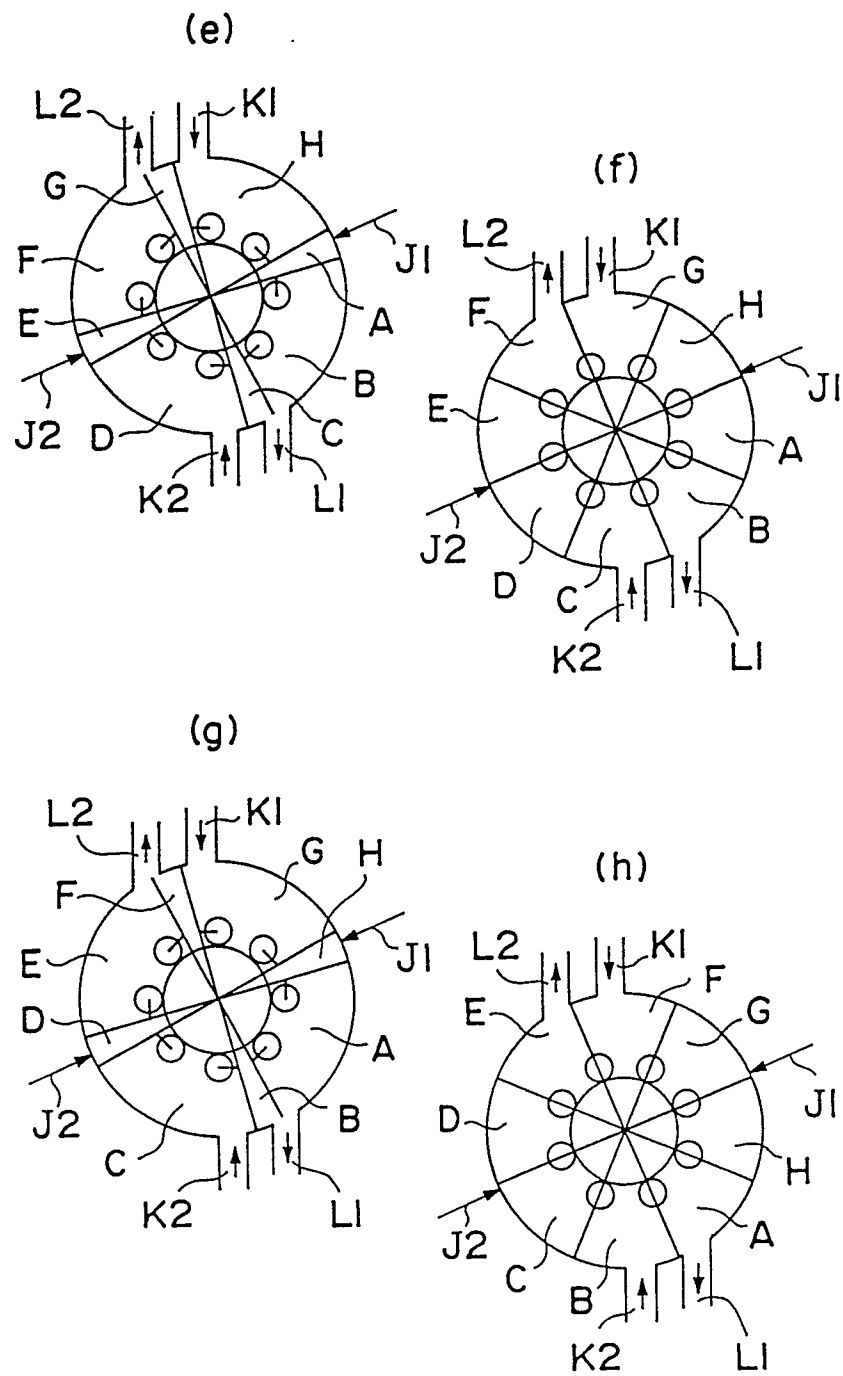 (e)
L2 K1
H
G
J1
F
E
A
B
J2 D C
K2 L1
(f)
L2 K1
G
F H
J1
E
A
B
J2
D C
K2 L1
(g)
L2 K1
G H
F
E
J1
D
A
B
J2
C
K2 L1
(h)
L2 K1
F
E G
J1
D
H
A
J2
C B
K2 L1